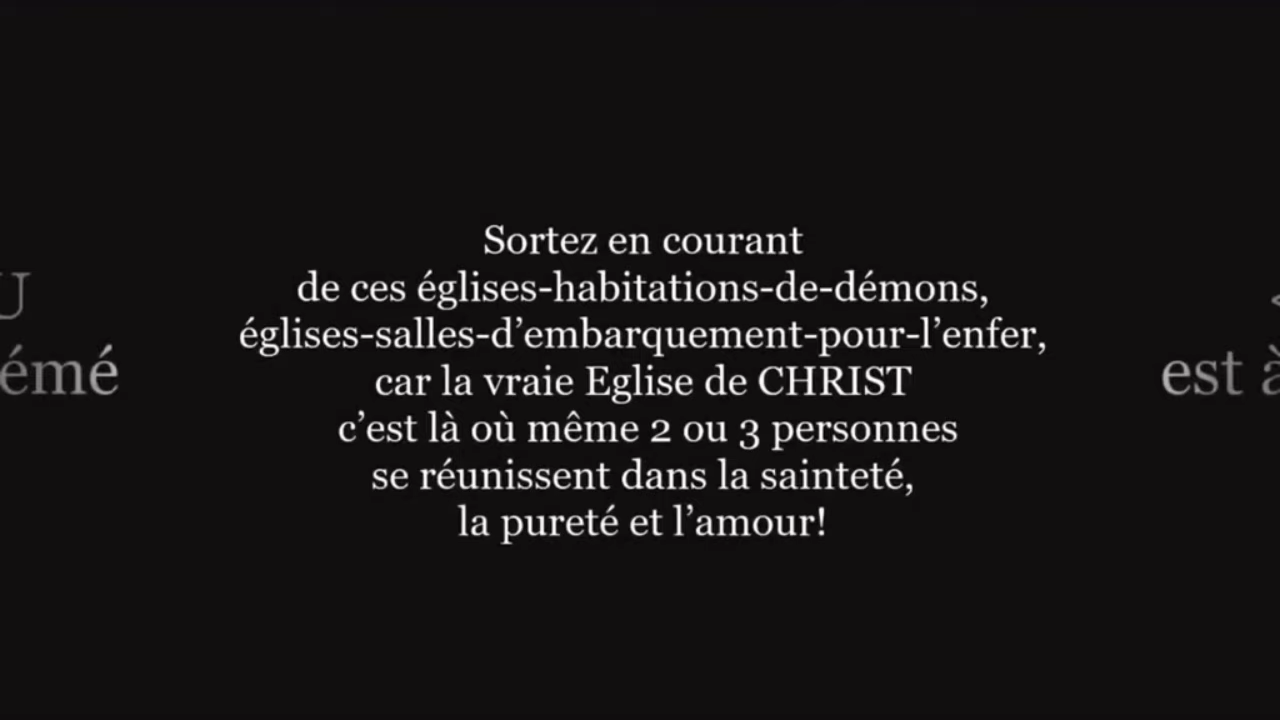 Sortez en courant
de ces églises-habitations-de-démons,
églises-salles-d’embarquement-pour-l’enfer,
car la vraie Eglise de CHRIST
c’est là où même 2 ou 3 personnes
se réunissent dans la sainteté,
la pureté et l’amour!
est à